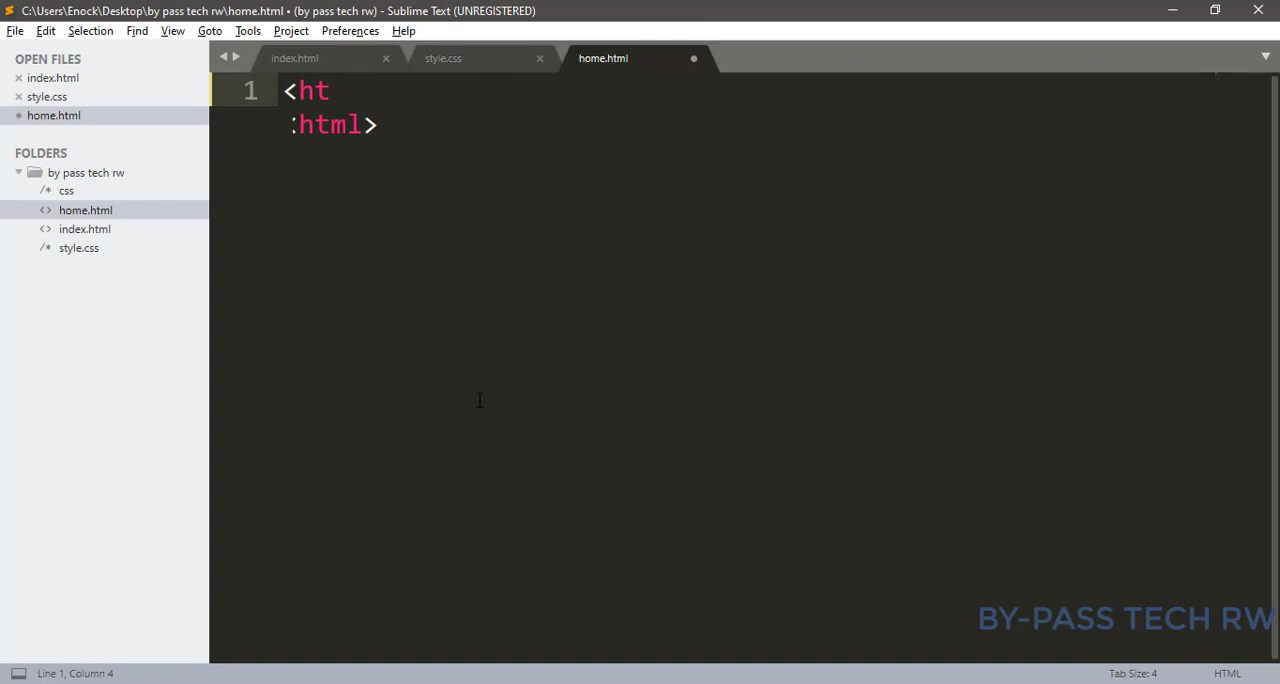 C:\Users\Enock\Desktop\by pass tech rw\home.html • (by pass tech rw) - Sublime Text (UNREGISTERED)
File Edit Selection Find View Goto Tools Project Preferences Help
OPEN FILES
index.html
style.css
home.html
FOLDERS
by pass tech rw
/* css
<> home.html
<> index.html
/* style.css
index.html style.css home.html
1 <ht
:html>
BY-PASS TECH RW
Line 1, Column 4 Tab Size: 4 HTML